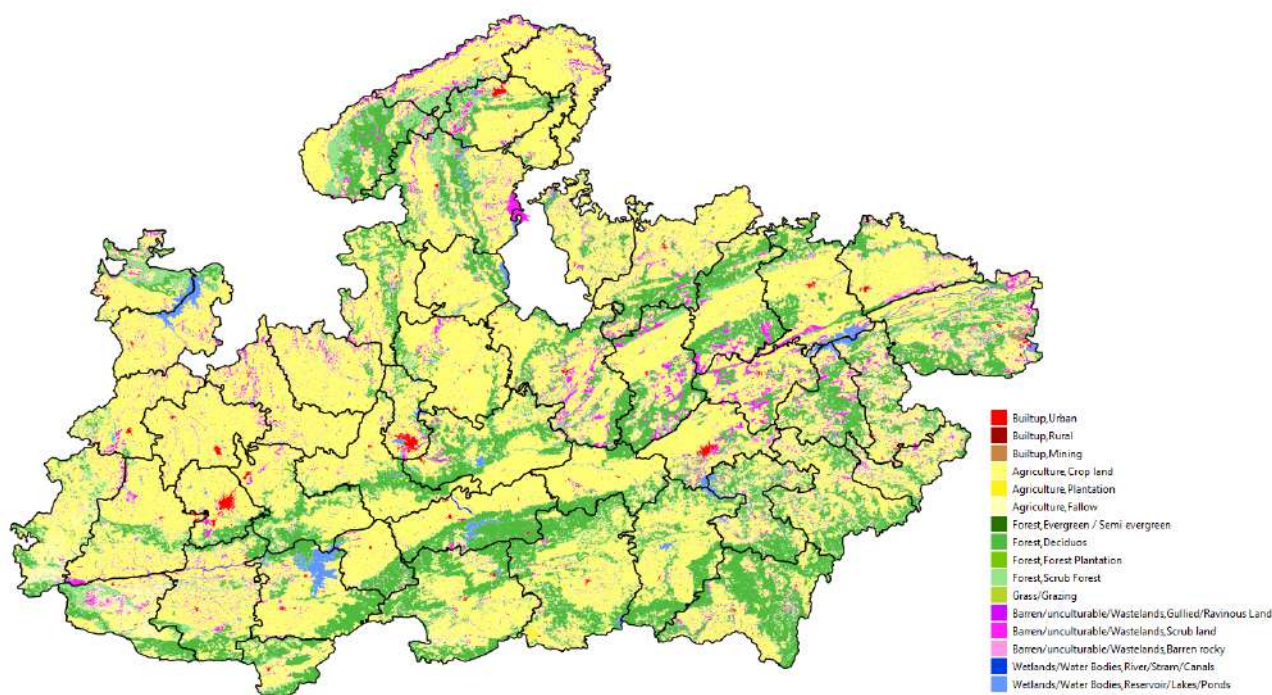 Builtup,Urban
Builtup,Rural
Builtup,Mining
Agriculture,Crop land
Agriculture,Plantation
Agriculture,Fallow
Forest,Evergreen / Semi evergreen
Forest,Deciduos
Forest,Forest Plantation
Forest,Scrub Forest
Grass/Grazing
Barren/unculturable/Wastelands,Gullied/Ravinous Land
Barren/unculturable/Wastelands,Scrub land
Barren/unculturable/Wastelands,Barren rocky
Wetlands/Water Bodies,River/Stram/Canals
Wetlands/Water Bodies,Reservoir/Lakes/Ponds